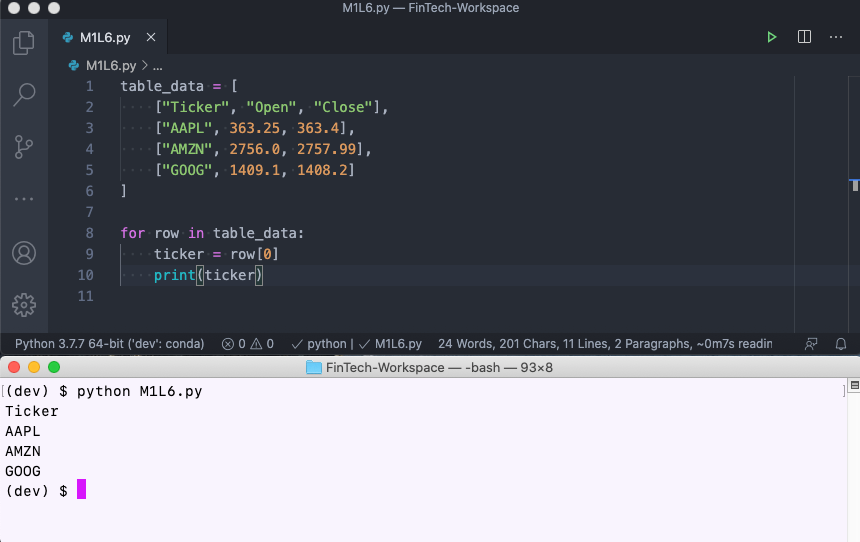 M1L6.py — FinTech-Workspace
M1L6.py
M1L6.py > ...
1 table_data = [
2 ["Ticker", "Open", "Close"],
3 ["AAPL", 363.25, 363.4],
4 ["AMZN", 2756.0, 2757.99],
5 ["GOOG", 1409.1, 1408.2]
6 ]
7
8 for row in table_data:
9 ticker = row[0]
10 print(ticker)
11
Python 3.7.7 64-bit ('dev': conda) 0 0 python | M1L6.py 24 Words, 201 Chars, 11 Lines, 2 Paragraphs, ~0m7s readin
FinTech-Workspace — -bash — 93×8
(dev) $ python M1L6.py
Ticker
AAPL
AMZN
GOOG
(dev) $